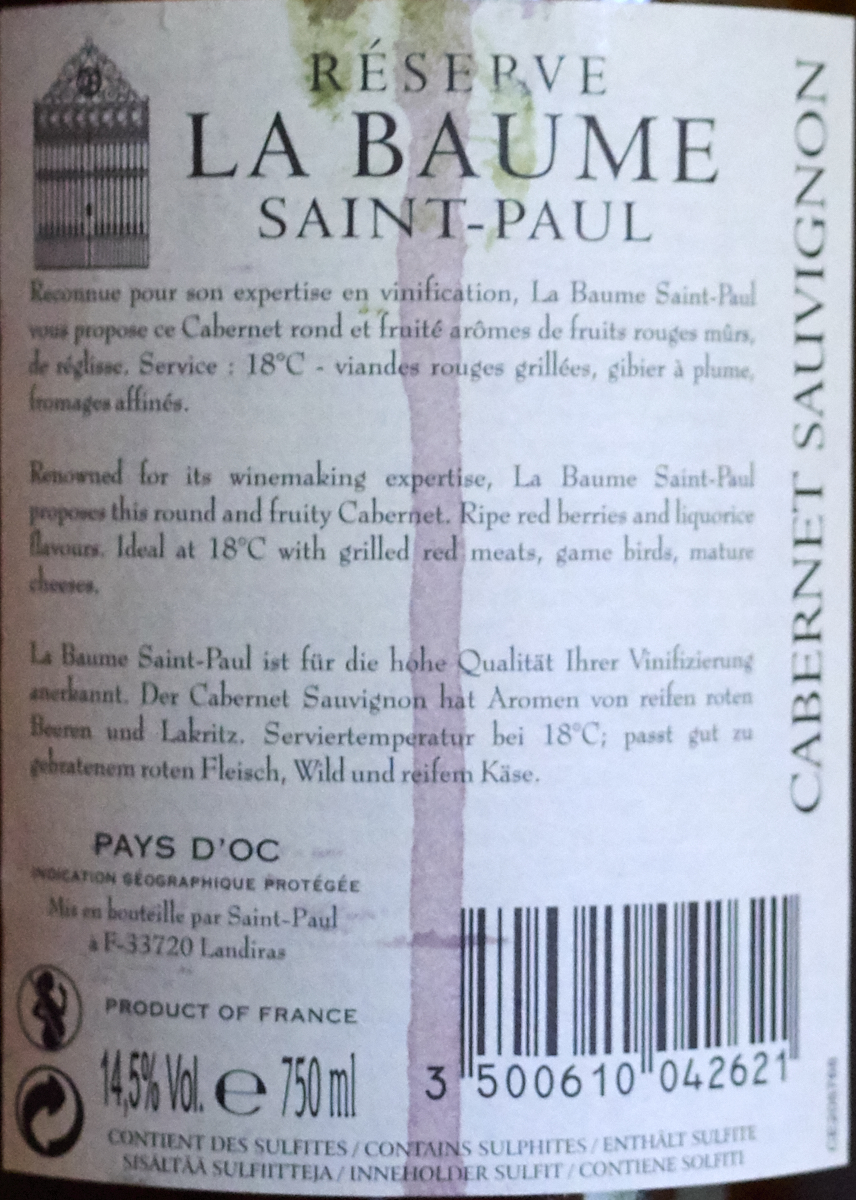 RÉSERVE
LA BAUME
SAINT-PAUL
Reconnue pour son expertise en vinification, La Baume Saint-Paul
vous propose ce Cabernet rond et fruité arômes de fruits rouges mûrs,
de réglisse. Service : 18°C - viandes rouges grillées, gibier à plume,
fromages affinés.
Renowned for its winemaking expertise, La Baume Saint-Paul
proposes this round and fruity Cabernet. Ripe red berries and liquorice
flavours. Ideal at 18°C with grilled red meats, game birds, mature
cheeses.
La Baume Saint-Paul ist für die hohe Qualität Ihrer Vinifizierung
anerkannt. Der Cabernet Sauvignon hat Aromen von reifen roten
Beeren und Lakritz. Serviertemperatur bei 18°C; passt gut zu
gebratenem roten Fleisch, Wild und reifem Käse.
CABERNET SAUVIGNON
PAYS D'OC
INDICATION GÉOGRAPHIQUE PROTÉGÉE
Mis en bouteille par Saint-Paul
à F-33720 Landiras
PRODUCT OF FRANCE
14,5% Vol. e 750 ml
3 500610 042621
CONTIENT DES SULFITES / CONTAINS SULPHITES / ENTHÄLT SULFITE
SISÄLTÄÄ SULFIITTEJA / INNEHOLDER SULFIT / CONTIENE SOLFITI